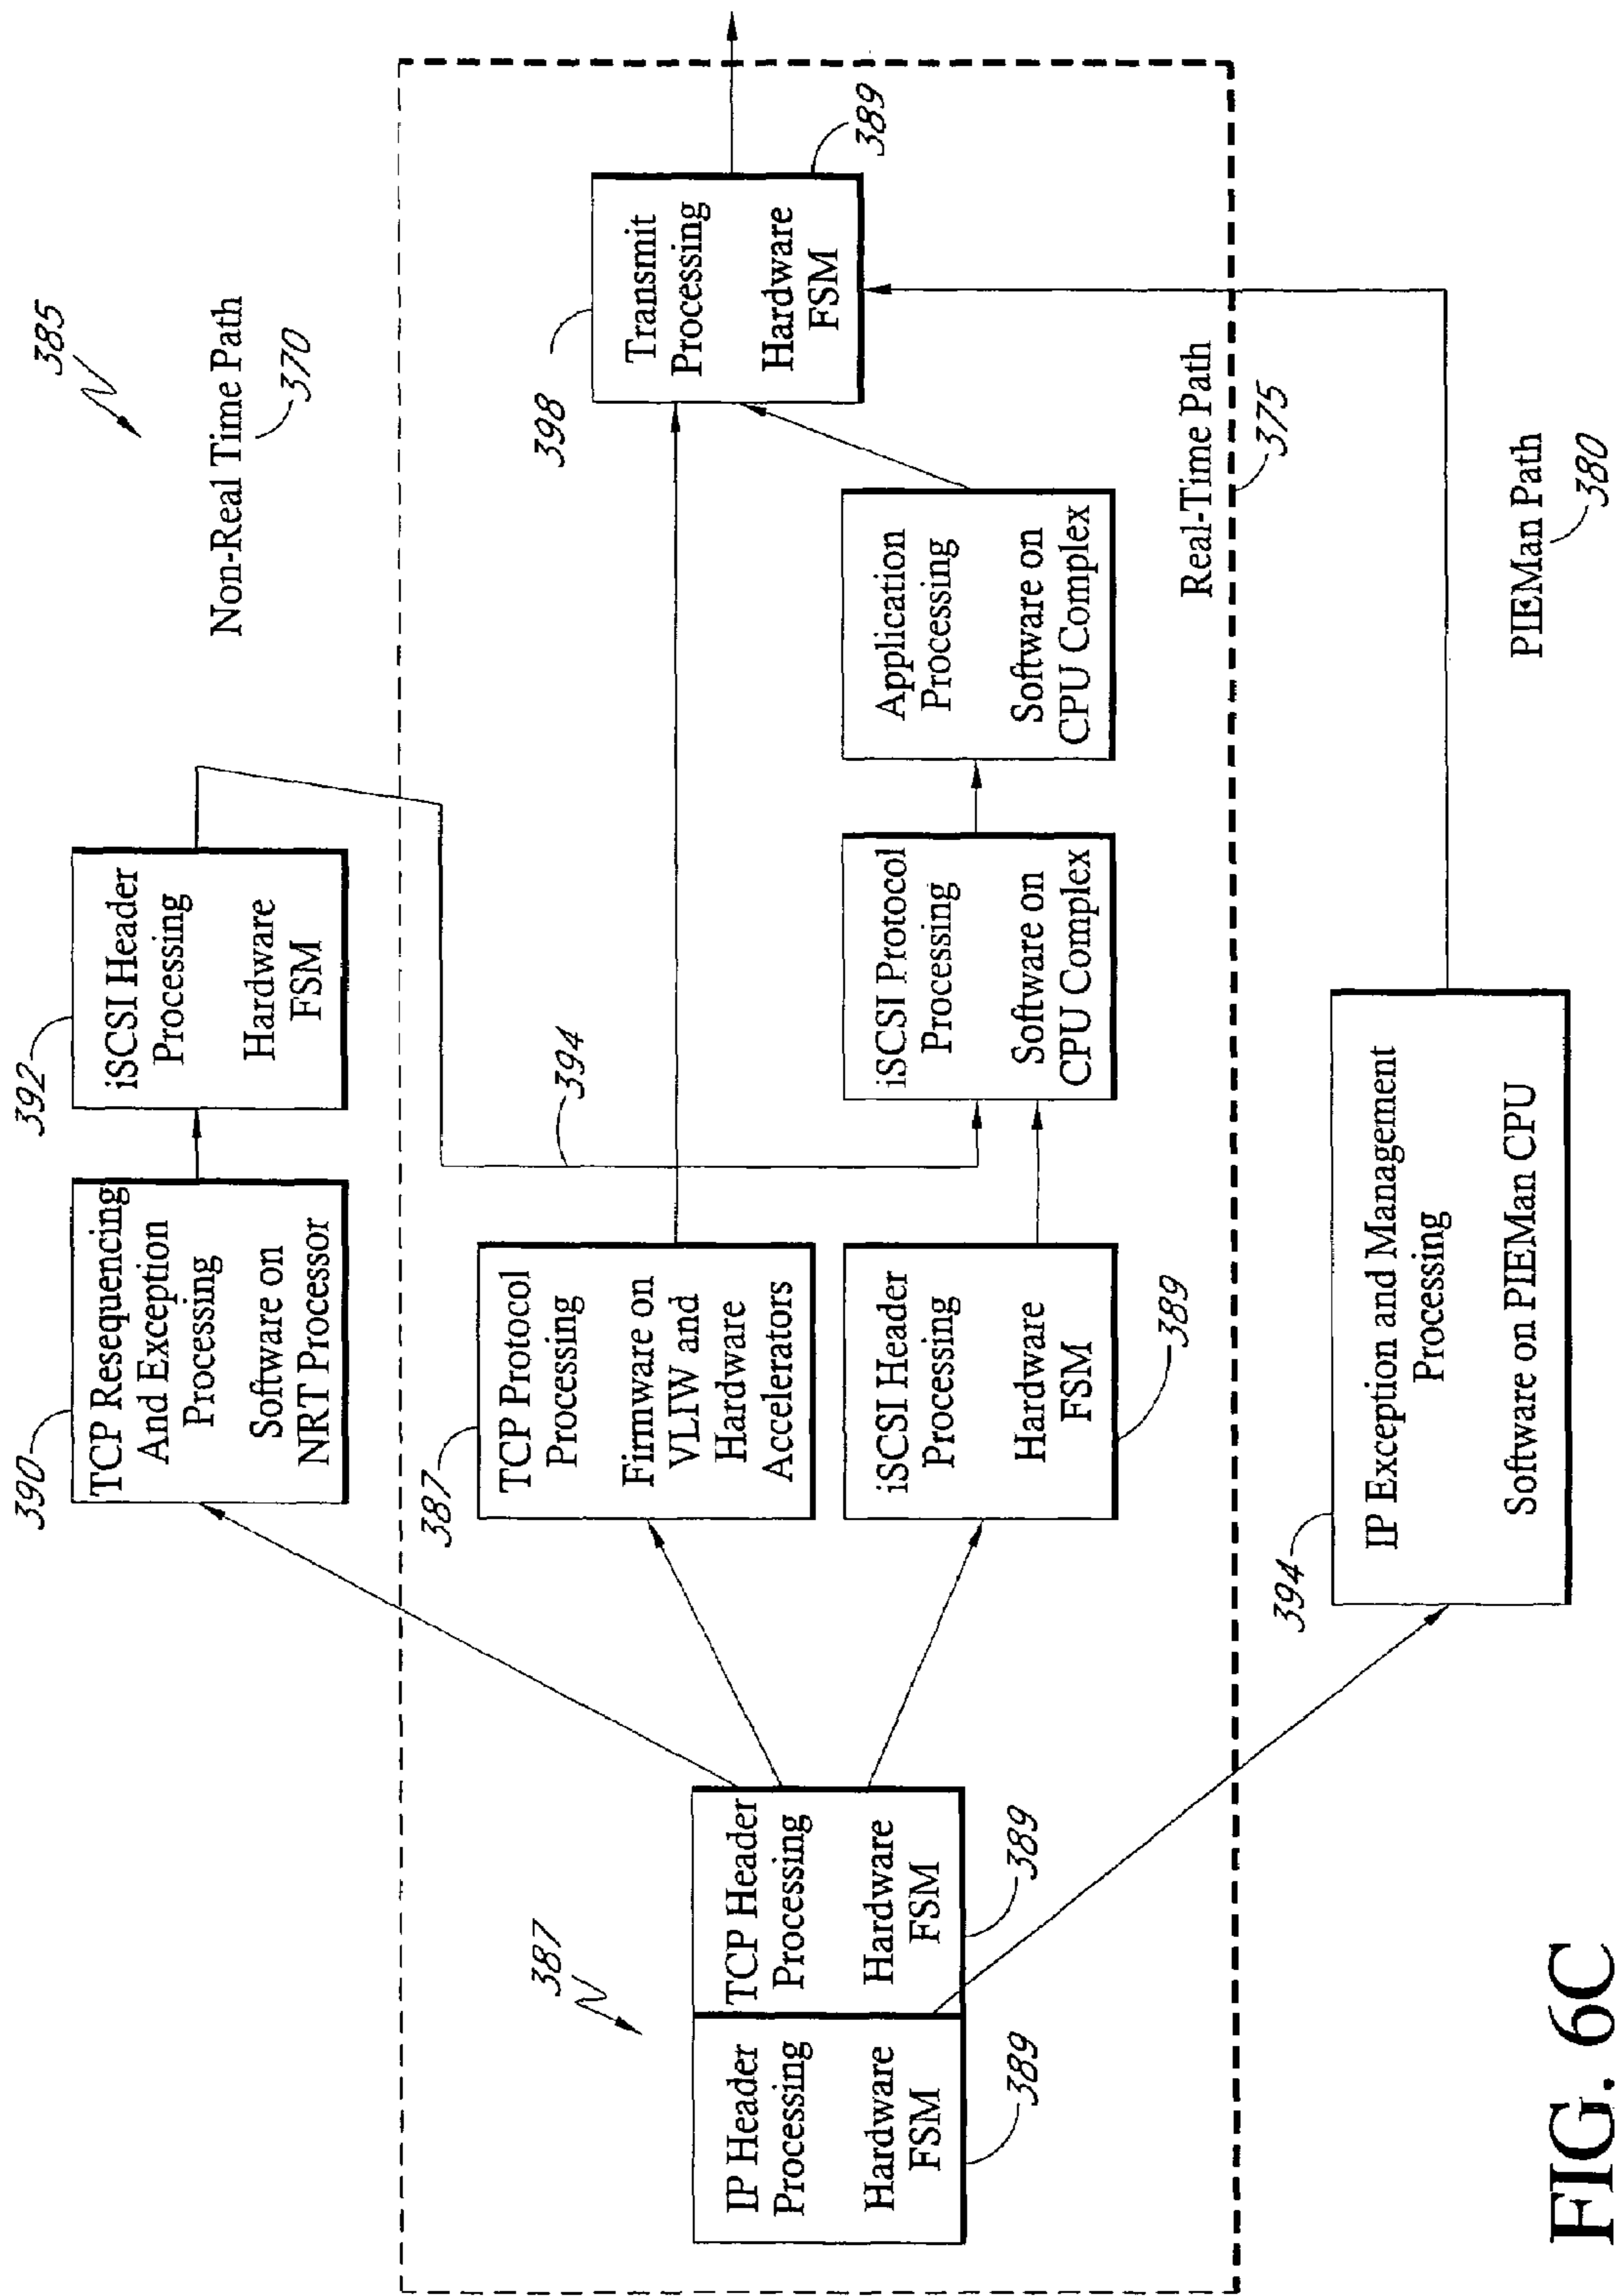 385
Non-Real Time Path
370
390
TCP Resequencing
And Exception
Processing
Software on
NRT Processor
392
iSCSI Header
Processing
Hardware
FSM
387
IP Header
Processing
Hardware
FSM
389
TCP Header
Processing
Hardware
FSM
389
387
TCP Protocol
Processing
Firmware on
VLIW and
Hardware
Accelerators
394
iSCSI Header
Processing
Hardware
FSM
389
iSCSI Protocol
Processing
Software on
CPU Complex
Application
Processing
Software on
CPU Complex
398
Transmit
Processing
Hardware
FSM
389
Real-Time Path
375
394
IP Exception and Management
Processing
Software on PIEMan CPU
PIEMan Path
380
FIG. 6C